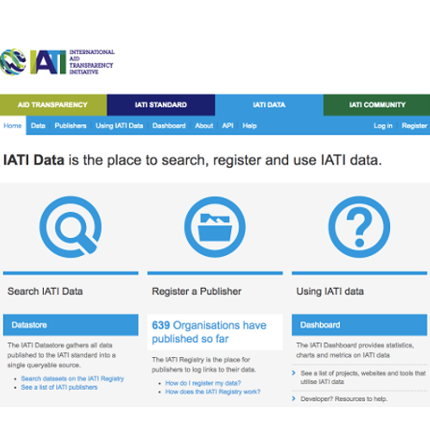 IATI INTERNATIONAL
AID
TRANSPARENCY
INITIATIVE
AID TRANSPARENCY IATI STANDARD IATI DATA IATI COMMUNITY
Home Data Publishers Using IATI Data Dashboard About API Help Log in Register
IATI Data is the place to search, register and use IATI data.
Search IATI Data
Datastore
The IATI Datastore gathers all data
published to the IATI standard into a
single queryable source.
Search datasets on the IATI Registry
See a list of IATI publishers
Register a Publisher
639 Organisations have
published so far
The IATI Registry is the place for
publishers to log links to their data.
How do I register my data?
How does the IATI Registry work?
Using IATI data
Dashboard
The IATI Dashboard provides statistics,
charts and metrics on IATI data
See a list of projects, websites and tools that
utilise IATI data
Developer? Resources to help.